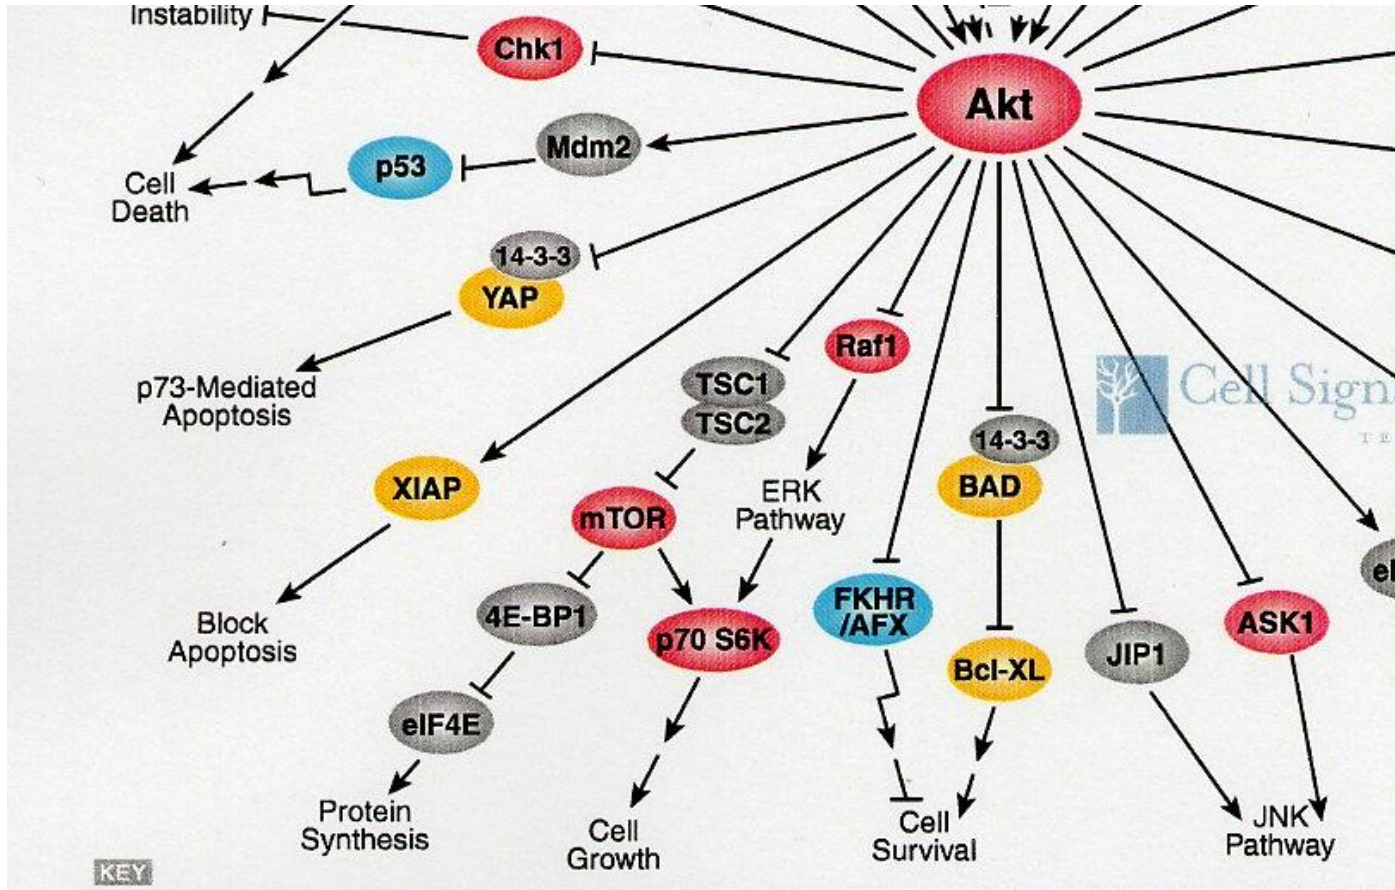 Instability
Chk1
Akt
Mdm2
p53
Cell
Death
14-3-3
YAP
Raf1
TSC1
TSC2
p73-Mediated
Apoptosis
Cell Sign
14-3-3
BAD
XIAP
mTOR
ERK
Pathway
FKHR
/AFX
4E-BP1
p70 S6K
ASK1
Block
Apoptosis
JIP1
Bcl-XL
eIF4E
Protein
Synthesis
Cell
Growth
Cell
Survival
JNK
Pathway
KEY